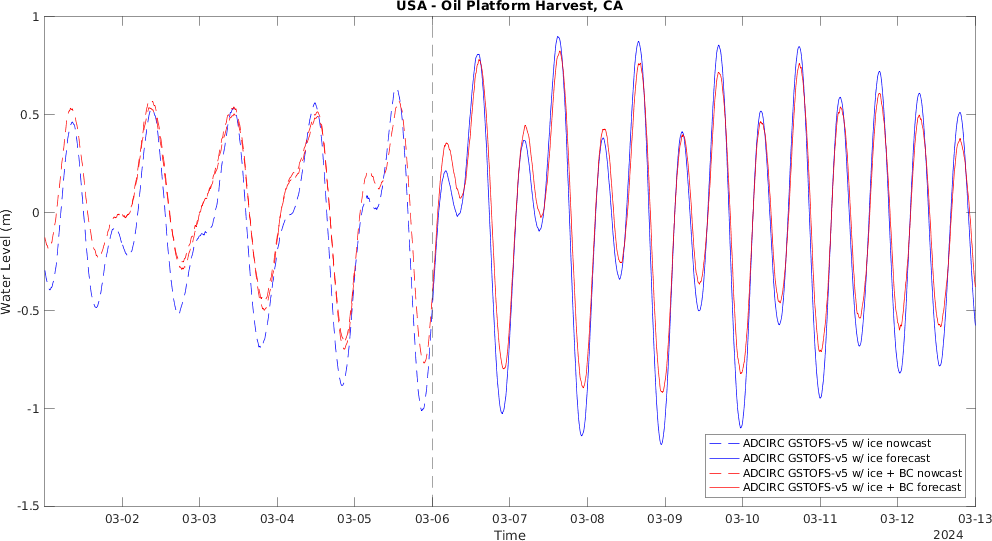 USA - Oil Platform Harvest, CA
1
0.5
0
-0.5
-1
-1.5
Water Level (m)
ADCIRC GSTOFS-v5 w/ ice nowcast
ADCIRC GSTOFS-v5 w/ ice forecast
ADCIRC GSTOFS-v5 w/ ice + BC nowcast
ADCIRC GSTOFS-v5 w/ ice + BC forecast
03-02 03-03 03-04 03-05 03-06 03-07 03-08 03-09 03-10 03-11 03-12 03-13
Time
2024